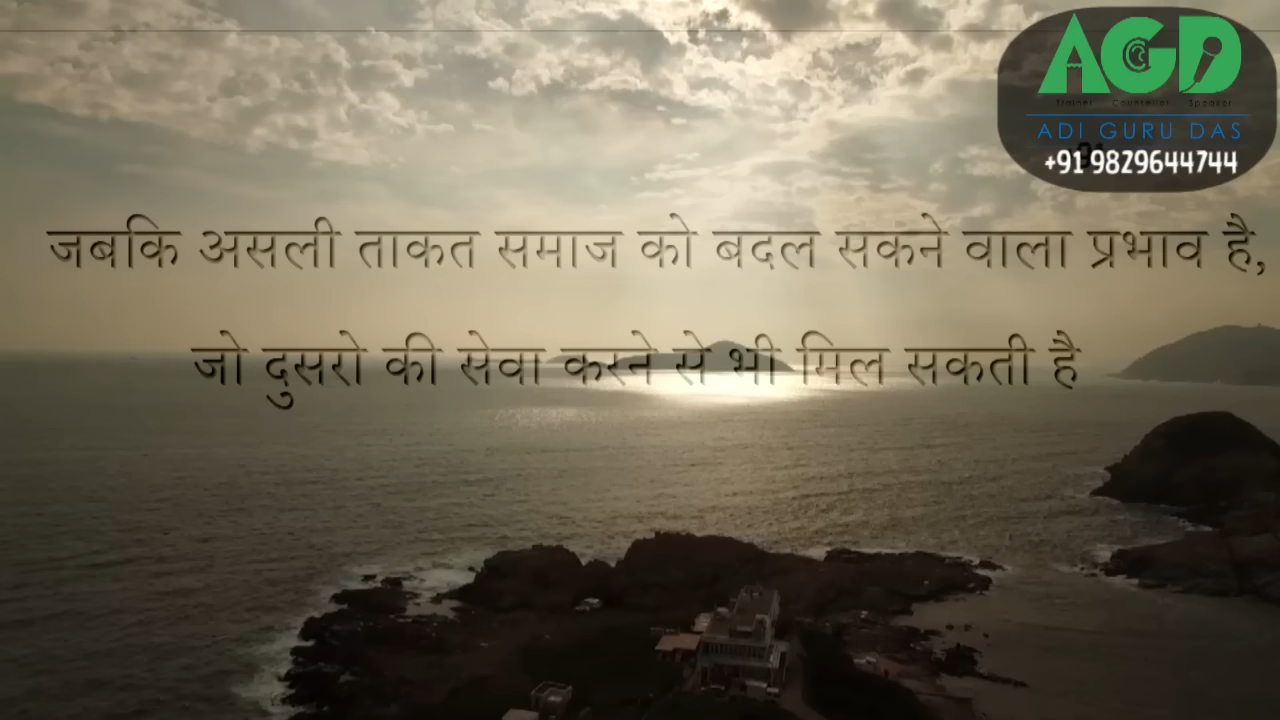 AGD
Trainer Counsellor Speaker
ADI GURU DAS
+91 9829644744
जबकि असली ताकत समाज को बदल सकने वाला प्रभाव है,
जो दुसरो की सेवा करने से भी मिल सकती है